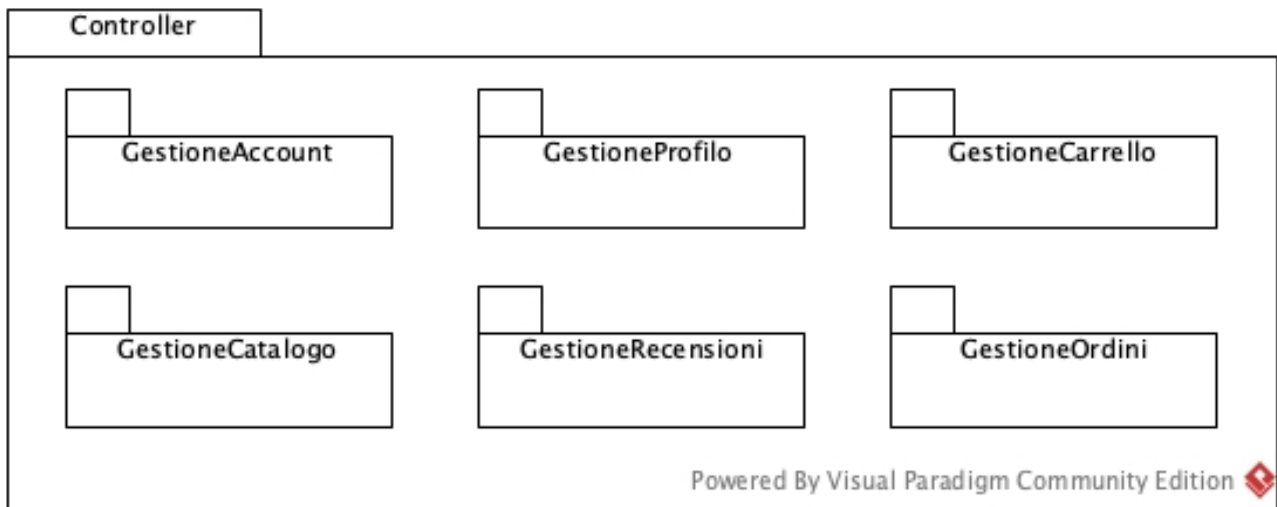 Controller
GestioneAccount
GestioneProfilo
GestioneCarrello
GestioneCatalogo
GestioneRecensioni
GestioneOrdini
Powered By Visual Paradigm Community Edition